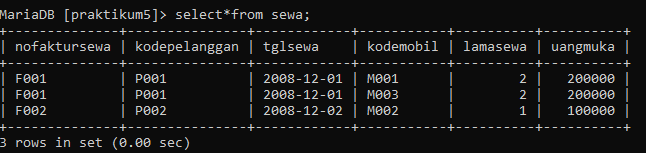 MariaDB [praktikum5]> select*from sewa;
+--------------+---------------+------------+-----------+----------+----------+
| nofaktursewa | kodepelanggan | tglsewa    | kodemobil | lamasewa | uangmuka |
+--------------+---------------+------------+-----------+----------+----------+
| F001         | P001          | 2008-12-01 | M001      |        2 |   200000 |
| F001         | P001          | 2008-12-01 | M003      |        2 |   200000 |
| F002         | P002          | 2008-12-02 | M002      |        1 |   100000 |
+--------------+---------------+------------+-----------+----------+----------+
3 rows in set (0.00 sec)